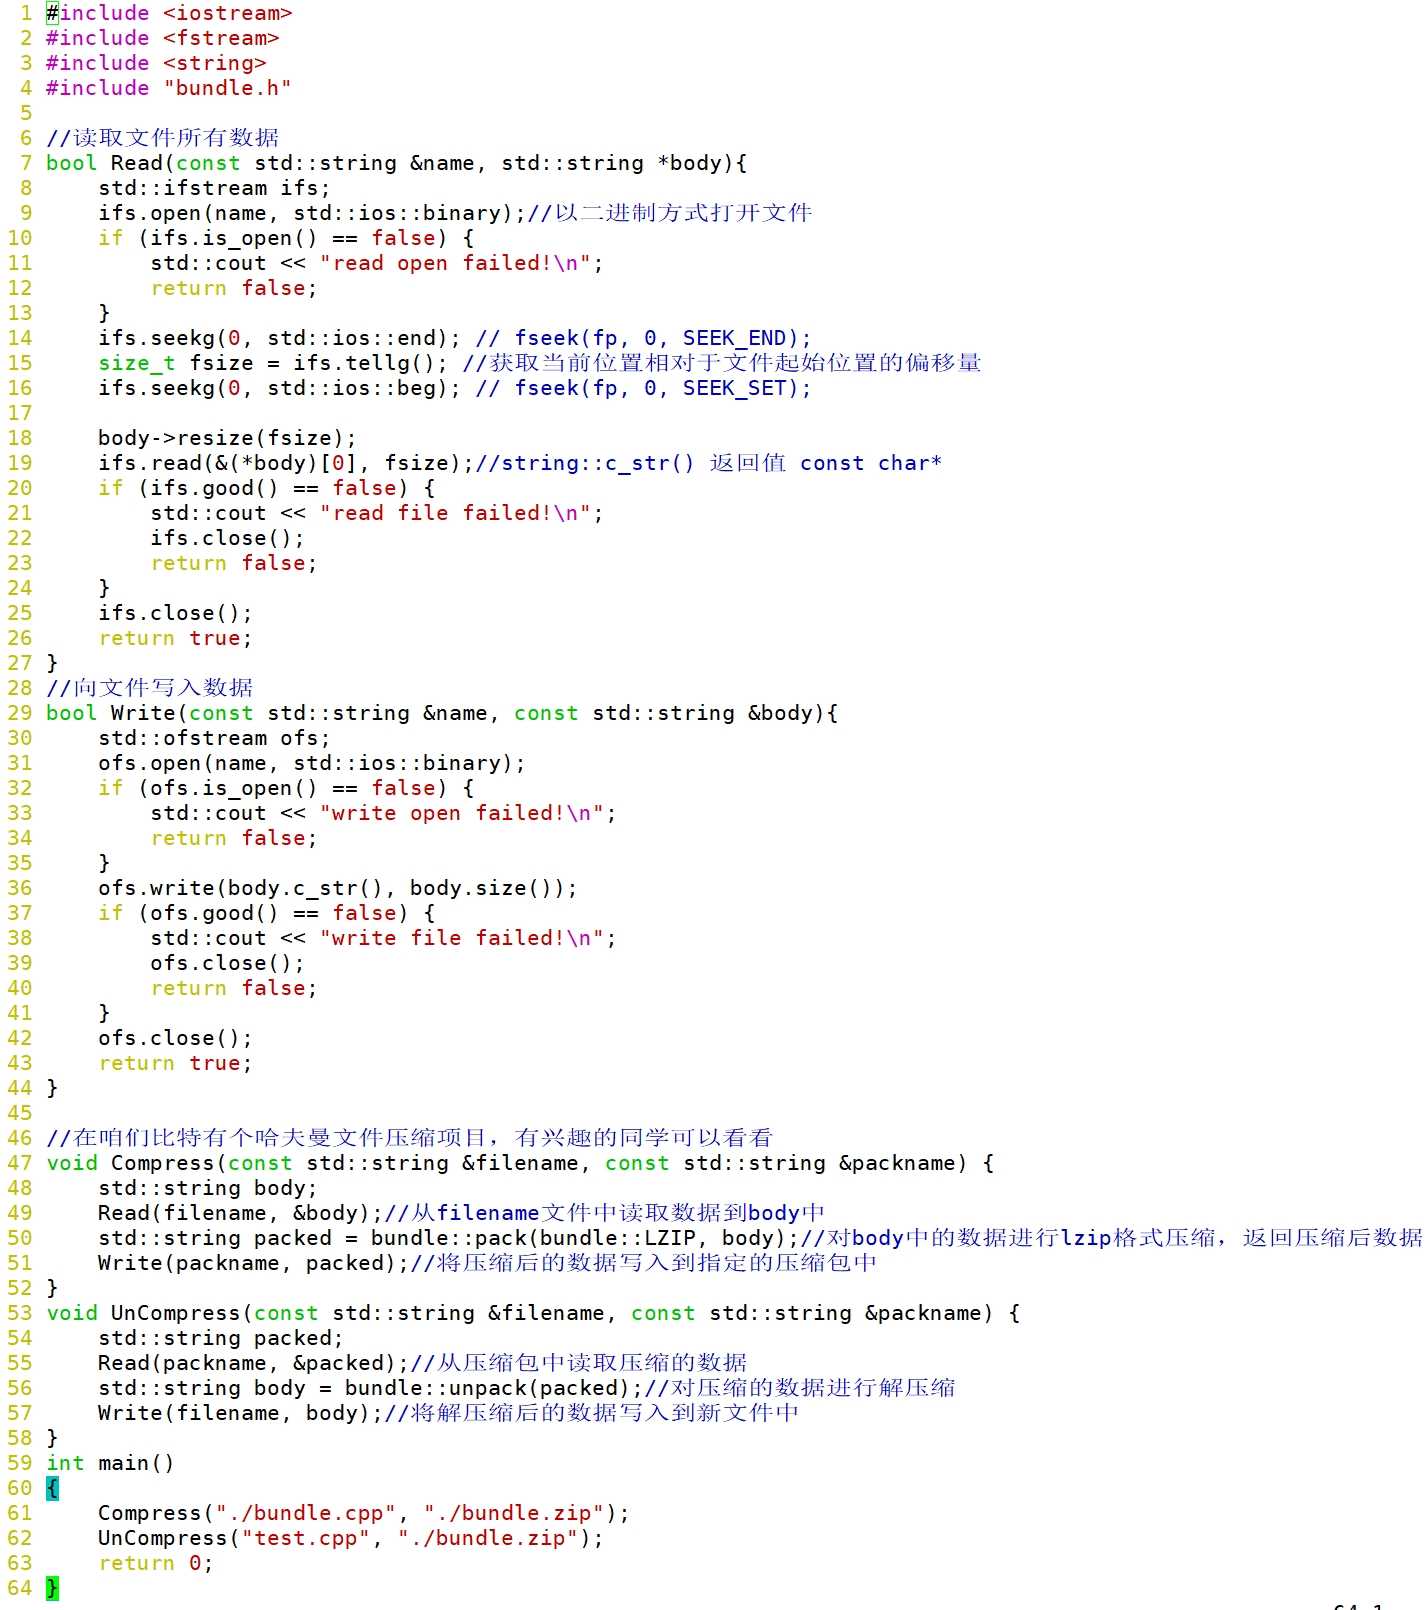 1 #include <iostream>
2 #include <fstream>
3 #include <string>
4 #include "bundle.h"
5
6 //读取文件所有数据
7 bool Read(const std::string &name, std::string *body){
8     std::ifstream ifs;
9     ifs.open(name, std::ios::binary);//以二进制方式打开文件
10     if (ifs.is_open() == false) {
11         std::cout << "read open failed!\n";
12         return false;
13     }
14     ifs.seekg(0, std::ios::end); // fseek(fp, 0, SEEK_END);
15     size_t fsize = ifs.tellg(); //获取当前位置相对于文件起始位置的偏移量
16     ifs.seekg(0, std::ios::beg); // fseek(fp, 0, SEEK_SET);
17
18     body->resize(fsize);
19     ifs.read(&(*body)[0], fsize);//string::c_str() 返回值 const char*
20     if (ifs.good() == false) {
21         std::cout << "read file failed!\n";
22         ifs.close();
23         return false;
24     }
25     ifs.close();
26     return true;
27 }
28 //向文件写入数据
29 bool Write(const std::string &name, const std::string &body){
30     std::ofstream ofs;
31     ofs.open(name, std::ios::binary);
32     if (ofs.is_open() == false) {
33         std::cout << "write open failed!\n";
34         return false;
35     }
36     ofs.write(body.c_str(), body.size());
37     if (ofs.good() == false) {
38         std::cout << "write file failed!\n";
39         ofs.close();
40         return false;
41     }
42     ofs.close();
43     return true;
44 }
45
46 //在咱们比特有个哈夫曼文件压缩项目，有兴趣的同学可以看看
47 void Compress(const std::string &filename, const std::string &packname) {
48     std::string body;
49     Read(filename, &body);//从filename文件中读取数据到body中
50     std::string packed = bundle::pack(bundle::LZIP, body);//对body中的数据进行lzip格式压缩，返回压缩后数据
51     Write(packname, packed);//将压缩后的数据写入到指定的压缩包中
52 }
53 void UnCompress(const std::string &filename, const std::string &packname) {
54     std::string packed;
55     Read(packname, &packed);//从压缩包中读取压缩的数据
56     std::string body = bundle::unpack(packed);//对压缩的数据进行解压缩
57     Write(filename, body);//将解压缩后的数据写入到新文件中
58 }
59 int main()
60 {
61     Compress("./bundle.cpp", "./bundle.zip");
62     UnCompress("test.cpp", "./bundle.zip");
63     return 0;
64 }